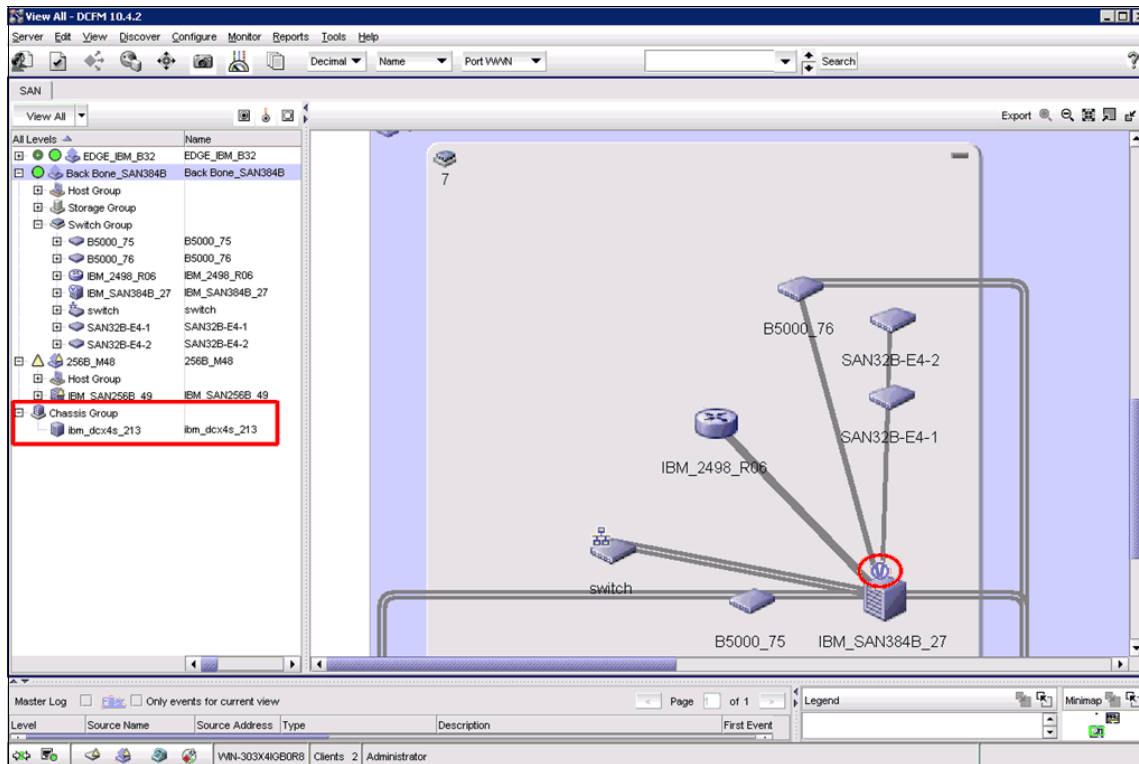 View All - DCFM 10.4.2
Server Edit View Discover Configure Monitor Reports Tools Help
Decimal Name Port WWN Search
SAN
View All Export
All Levels Name
EDGE_IBM_B32 EDGE_IBM_B32
Back Bone_SAN384B Back Bone_SAN384B
Host Group
Storage Group
Switch Group
B5000_75 B5000_75
B5000_76 B5000_76
IBM_2498_R06 IBM_2498_R06
IBM_SAN384B_27 IBM_SAN384B_27
switch switch
SAN32B-E4-1 SAN32B-E4-1
SAN32B-E4-2 SAN32B-E4-2
256B_M48 256B_M48
Host Group
IBM_SAN256B_49 IBM_SAN256B_49
Chassis Group
ibm_dcx4s_213 ibm_dcx4s_213
7
B5000_76
SAN32B-E4-2
SAN32B-E4-1
IBM_2498_R06
switch
B5000_75 IBM_SAN384B_27
Master Log Filter Only events for current view Page 1 of 1 Legend Minimap
Level Source Name Source Address Type Description First Event
WIN-303X4IGB0R8 Clients 2 Administrator